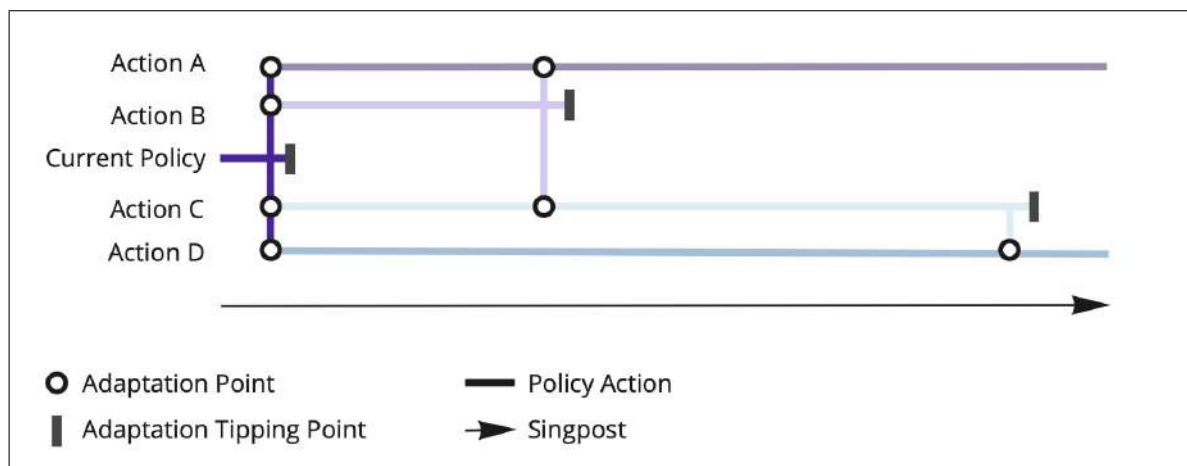 Action A
Action B
Current Policy
Action C
Action D
Adaptation Point
Policy Action
Adaptation Tipping Point
Singpost